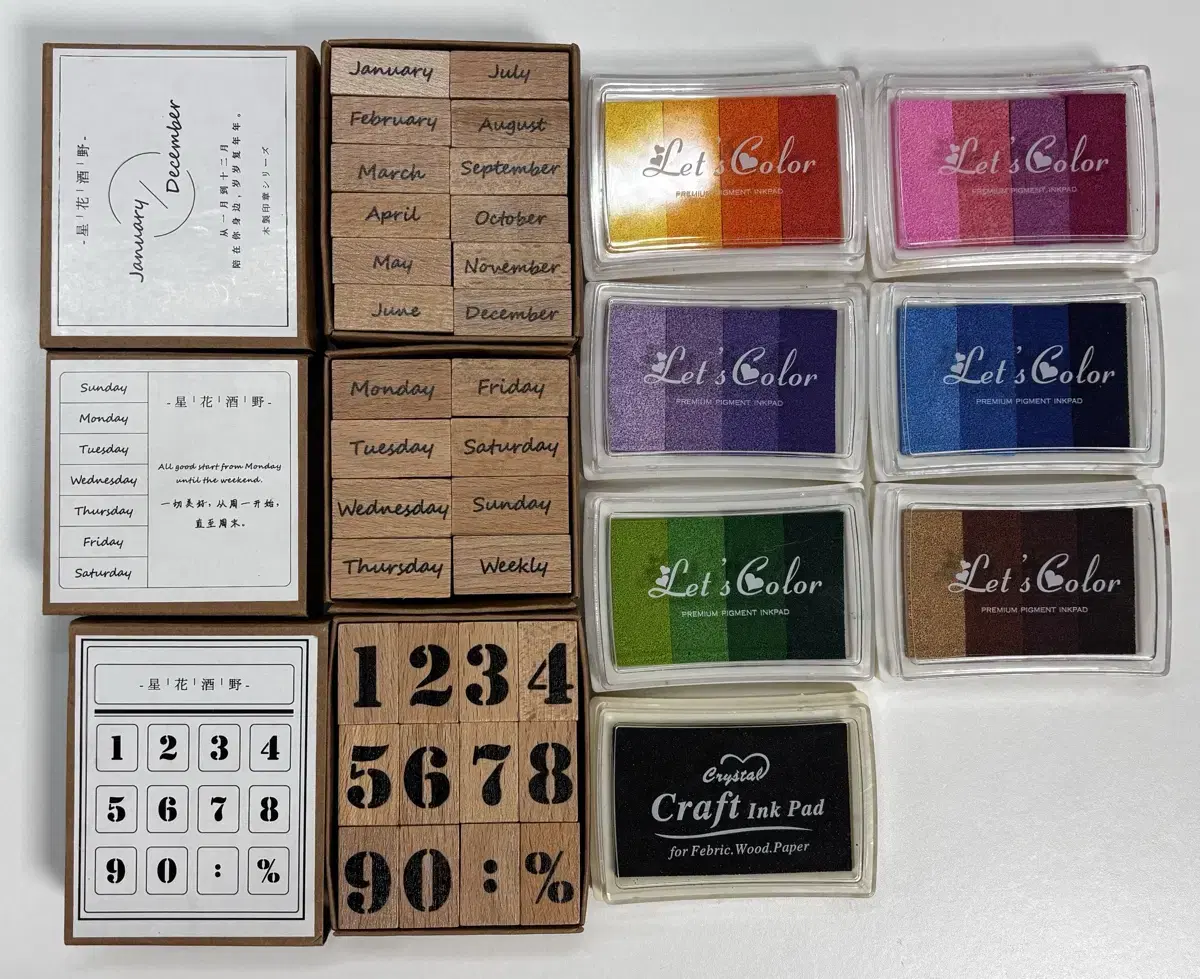 - 星 | 花 | 酒 | 野 -
January / December
从一月到十二月
陪在你身边，岁岁复年年。
木製印章シリーズ
January
July
February
August
March
September
April
October
May
November
June
December
Sunday
Monday
Tuesday
Wednesday
Thursday
Friday
Saturday
- 星 | 花 | 酒 | 野 -
All good start from Monday
until the weekend.
一切美好，从周一开始，
直至周末。
Monday
Friday
Tuesday
Saturday
Wednesday
Sunday
Thursday
Weekly
- 星 | 花 | 酒 | 野 -
1 2 3 4
5 6 7 8
9 0 : %
1 2 3 4
5 6 7 8
9 0 : %
Let's Color
PREMIUM PIGMENT INKPAD
Let's Color
PREMIUM PIGMENT INKPAD
Let's Color
PREMIUM PIGMENT INKPAD
Let's Color
PREMIUM PIGMENT INKPAD
Let's Color
PREMIUM PIGMENT INKPAD
Let's Color
PREMIUM PIGMENT INKPAD
Crystal
Craft Ink Pad
for Febric.Wood.Paper